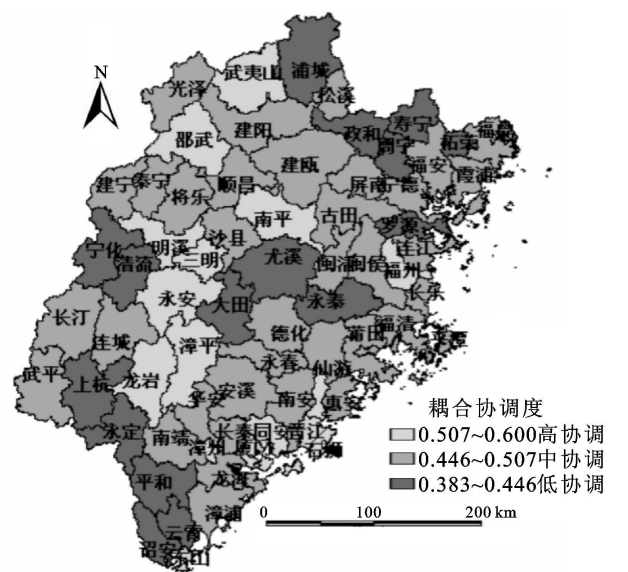 N
武夷山
浦城
光泽
松溪
邵武
建阳
政和
寿宁
周宁
柘荣
福鼎
建瓯
福安
霞浦
建宁
泰宁
将乐
顺昌
屏南
宁德
南平
古田
罗源
宁化
明溪
沙县
清流
三明
尤溪
闽清
闽侯
连江
福州
永安
大田
永泰
长乐
长汀
连城
漳平
德化
莆田
福清
平潭
武平
上杭
龙岩
永春
仙游
华安
安溪
南安
惠安
永定
南靖
长泰
同安
晋江
漳州
厦门
石狮
平和
龙海
漳浦
云霄
诏安
东山
耦合协调度
0.507~0.600高协调
0.446~0.507中协调
0.383~0.446低协调
0 100 200 km